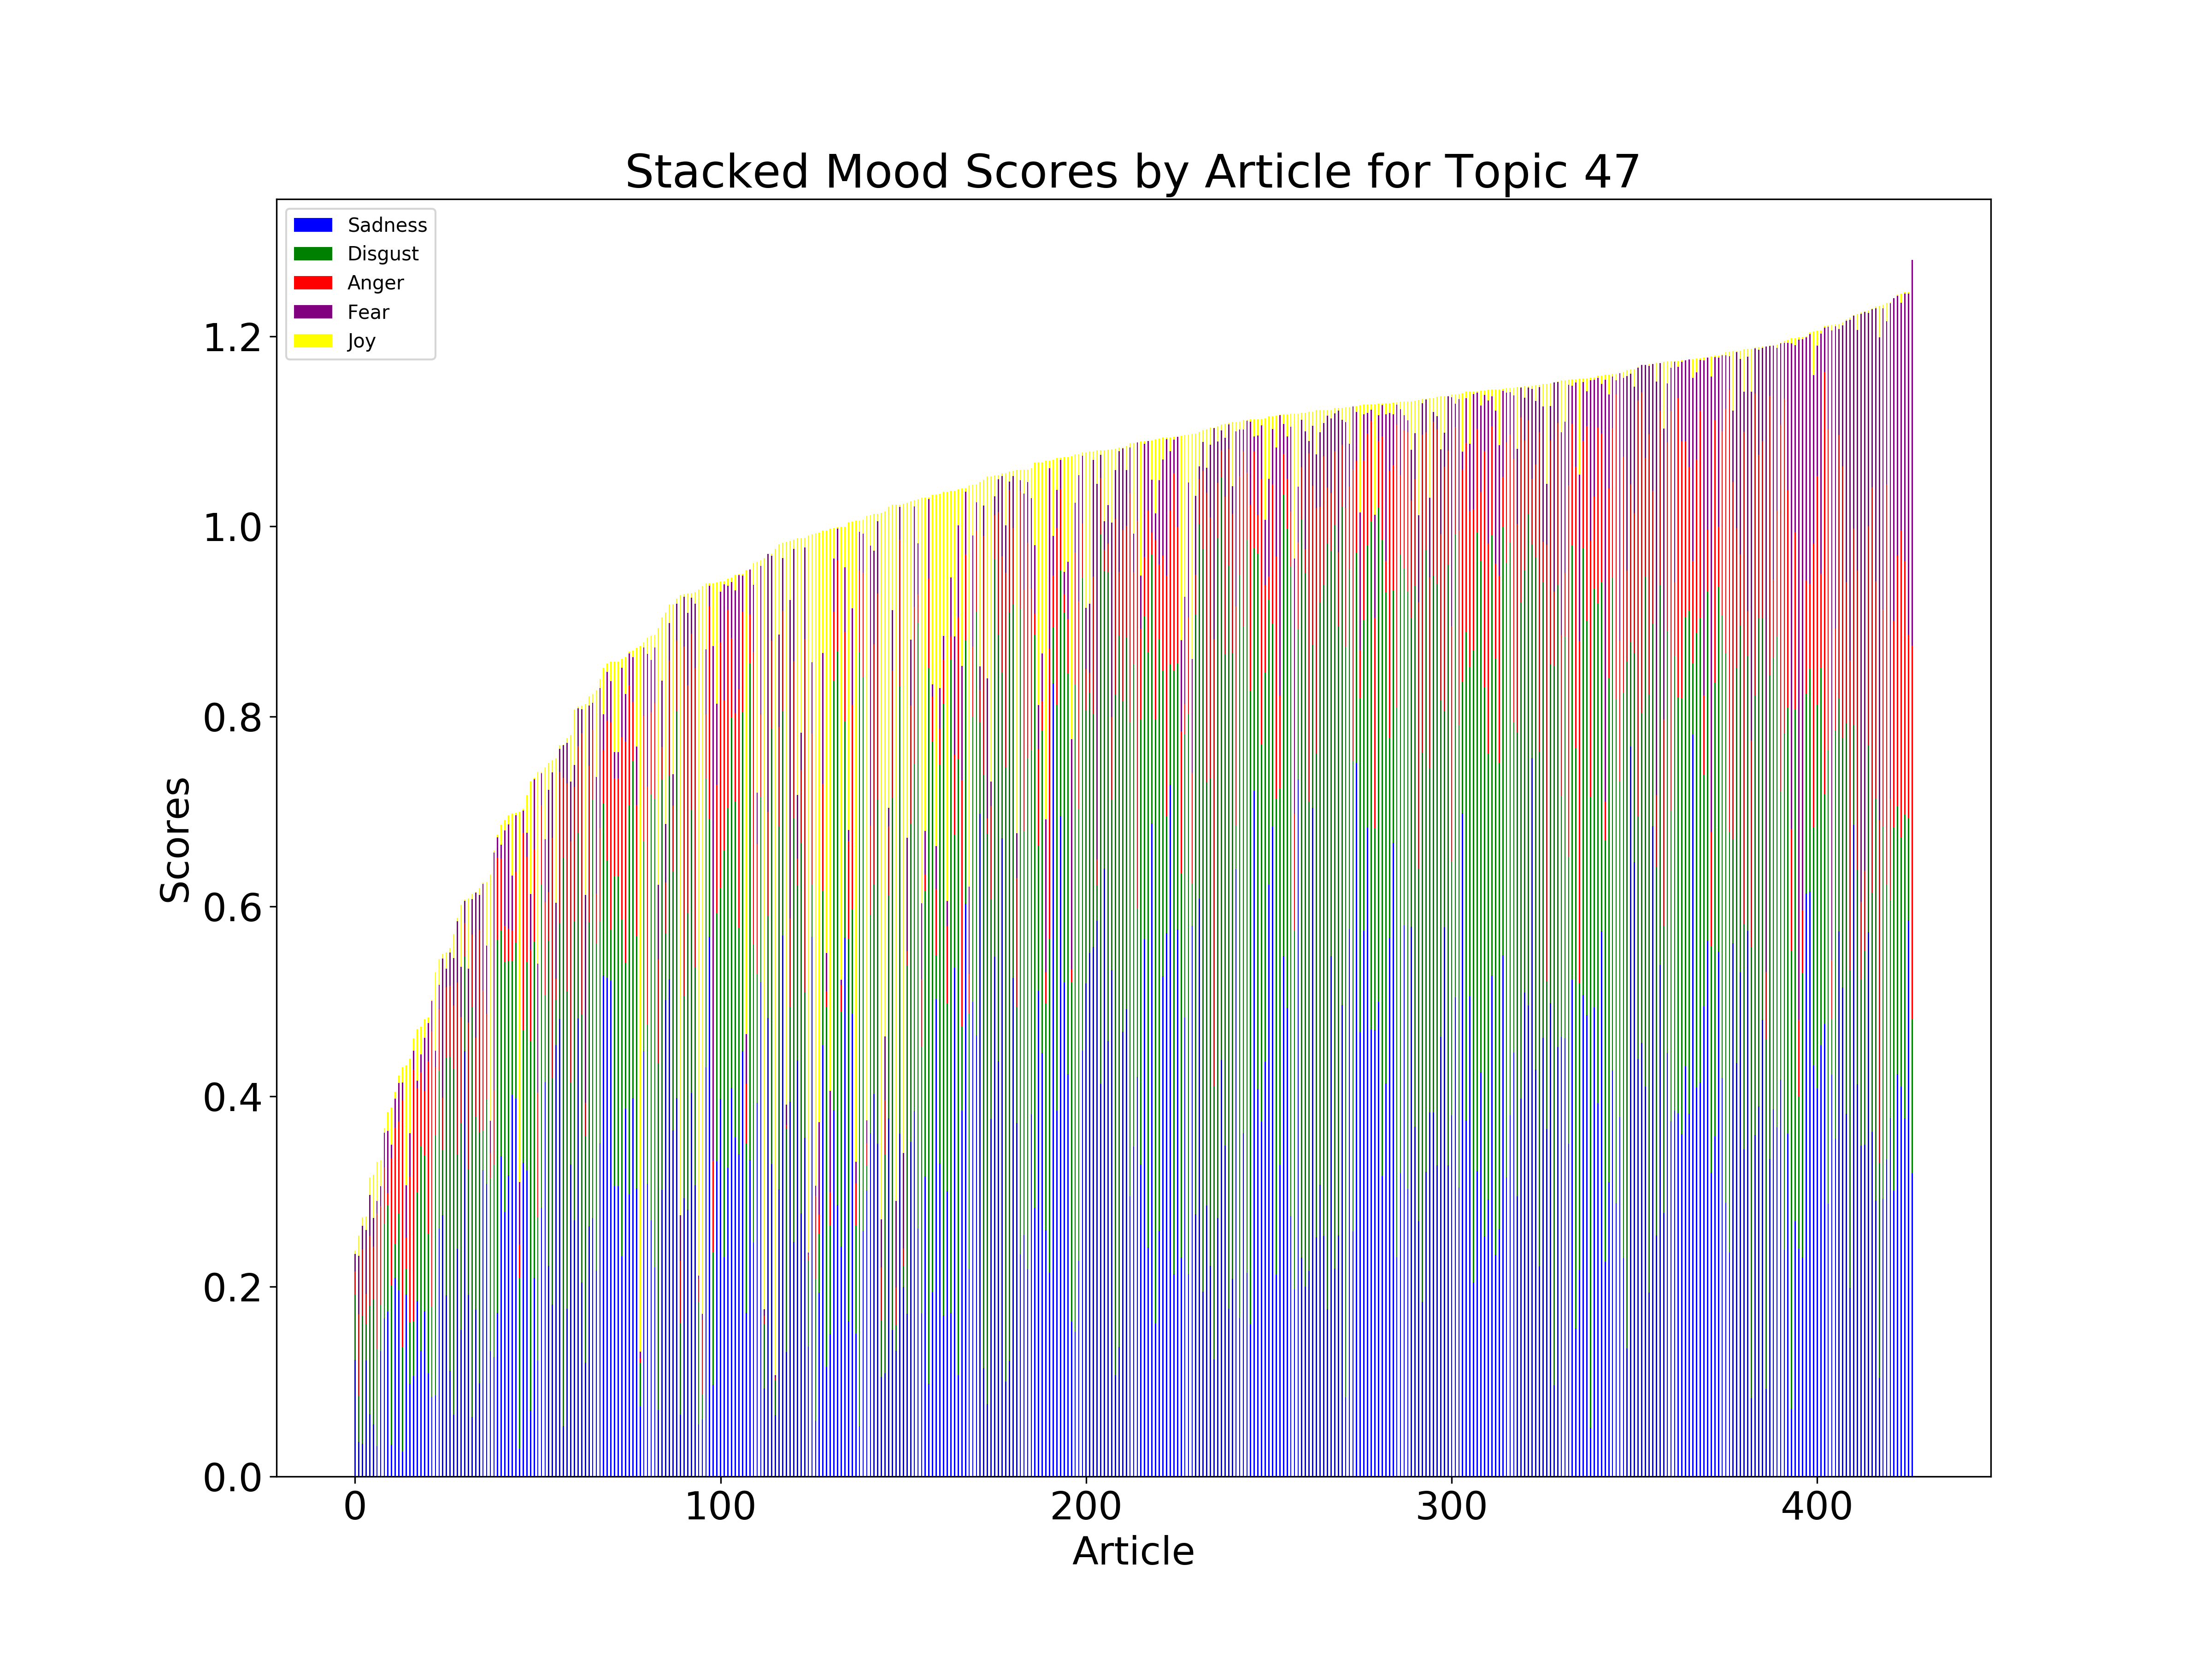 Stacked Mood Scores by Article for Topic 47
Sadness
Disgust
Anger
Fear
Joy
Scores
1.2
1.0
0.8
0.6
0.4
0.2
0.0
0 100 200 300 400
Article